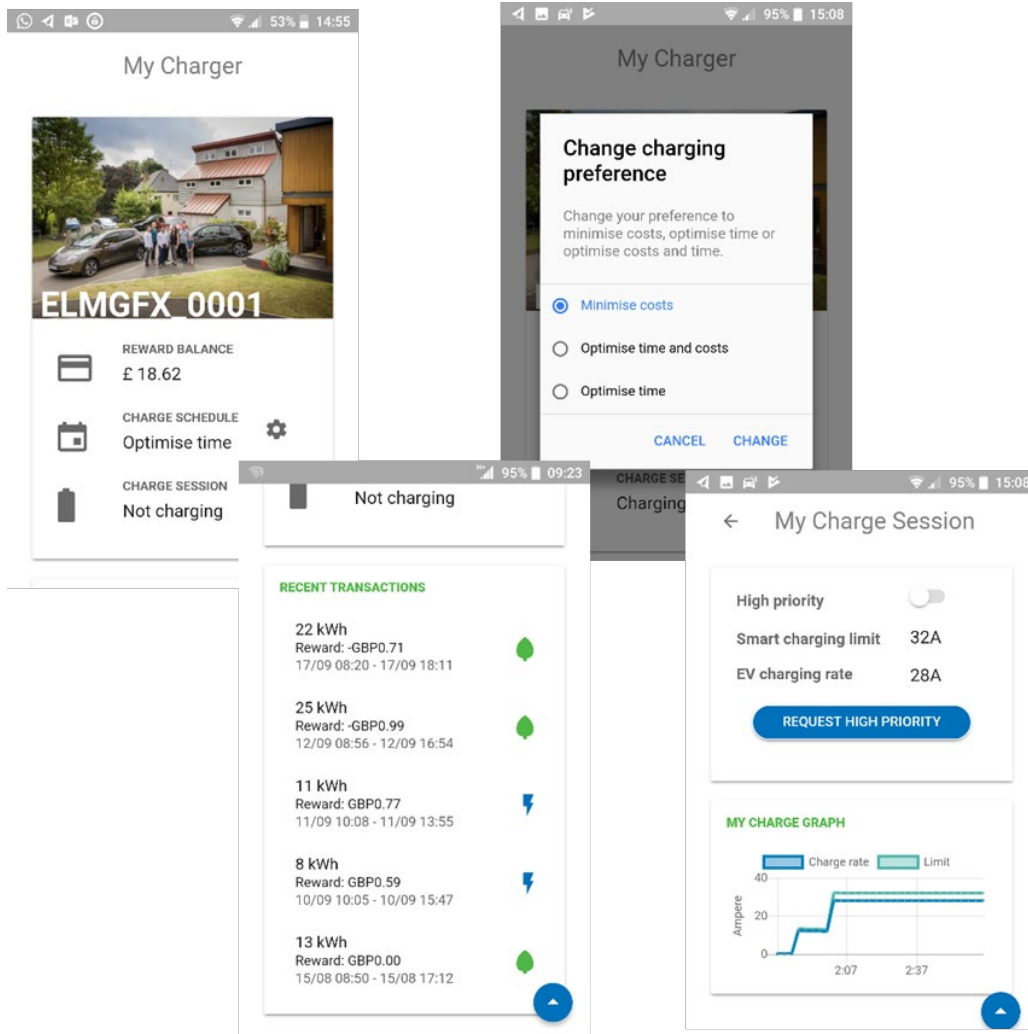 53% 14:55
My Charger
ELMGFX_0001
REWARD BALANCE
£ 18.62
CHARGE SCHEDULE
Optimise time
CHARGE SESSION
Not charging
95% 15:08
My Charger
Change charging
preference
Change your preference to
minimise costs, optimise time or
optimise costs and time.
Minimise costs
Optimise time and costs
Optimise time
CANCEL CHANGE
CHARGE SE
Charging
95% 09:23
Not charging
RECENT TRANSACTIONS
22 kWh
Reward: -GBP0.71
17/09 08:20 - 17/09 18:11
25 kWh
Reward: -GBP0.99
12/09 08:56 - 12/09 16:54
11 kWh
Reward: GBP0.77
11/09 10:08 - 11/09 13:55
8 kWh
Reward: GBP0.59
10/09 10:05 - 10/09 15:47
13 kWh
Reward: GBP0.00
15/08 08:50 - 15/08 17:12
95% 15:08
My Charge Session
High priority
Smart charging limit 32A
EV charging rate 28A
REQUEST HIGH PRIORITY
MY CHARGE GRAPH
Charge rate Limit
40
20
0
Ampere
2:07 2:37